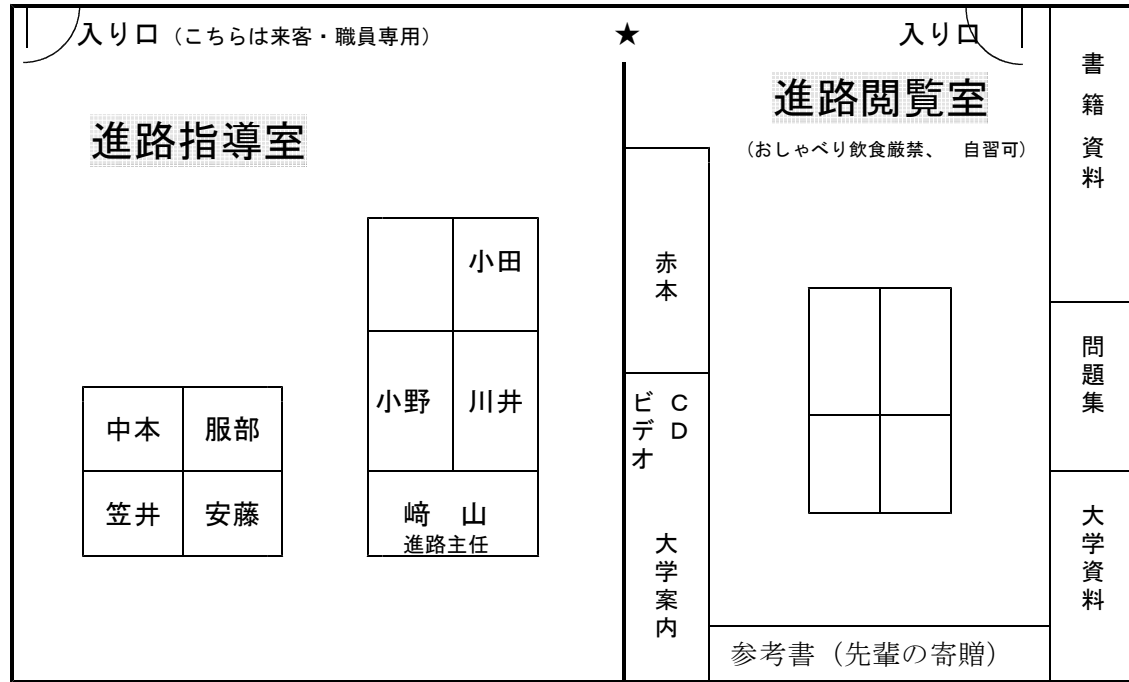 入り口（こちらは来客・職員専用）
★
入り口
進路指導室
進路閲覧室
（おしゃべり飲食厳禁、　自習可）
小田
小野
川井
中本
服部
笠井
安藤
﨑　山
進路主任
赤本
ＣＤ
ビデオ
大学案内
書籍資料
問題集
大学資料
参考書（先輩の寄贈）